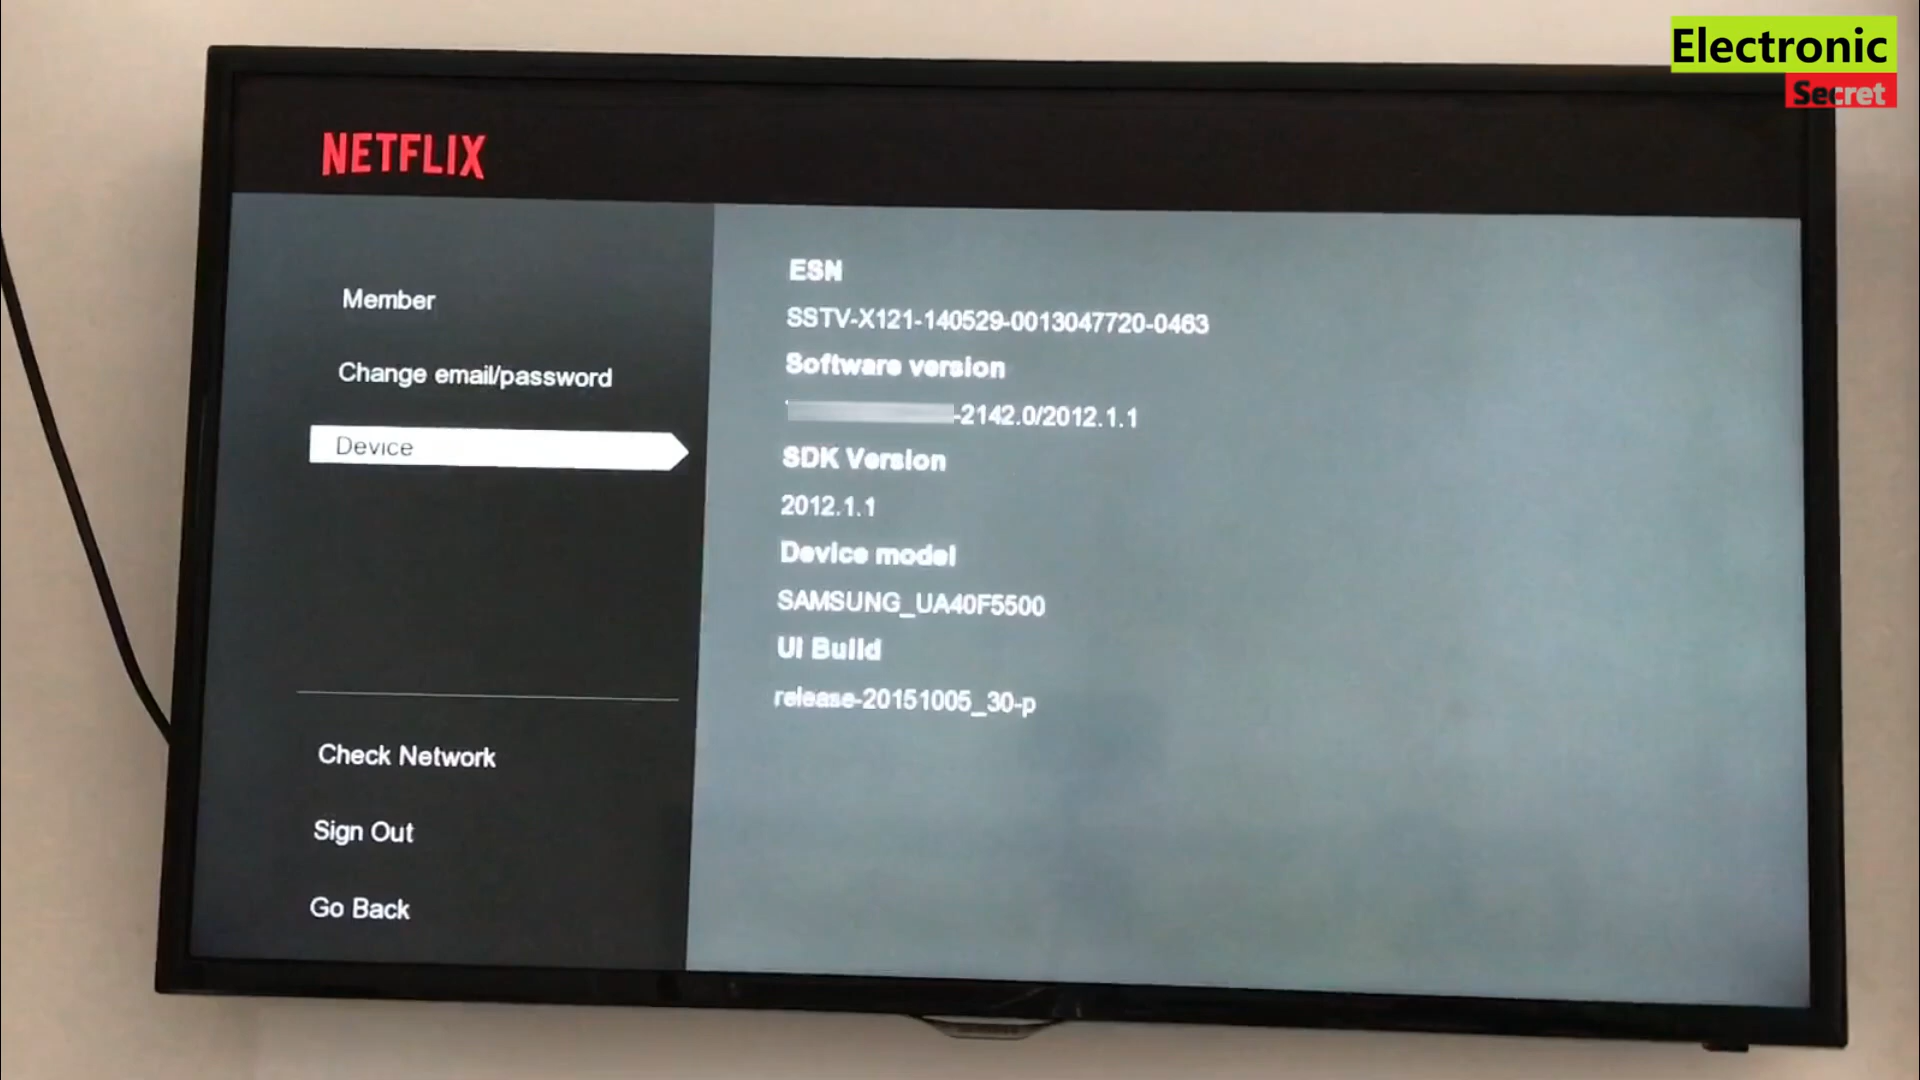 Electronic
Secret
NETFLIX
Member
Change email/password
Device
Check Network
Sign Out
Go Back
ESN
SSTV-X121-140529-0013047720-0463
Software version
-2142.0/2012.1.1
SDK Version
2012.1.1
Device model
SAMSUNG_UA40F5500
UI Build
release-20151005_30-p